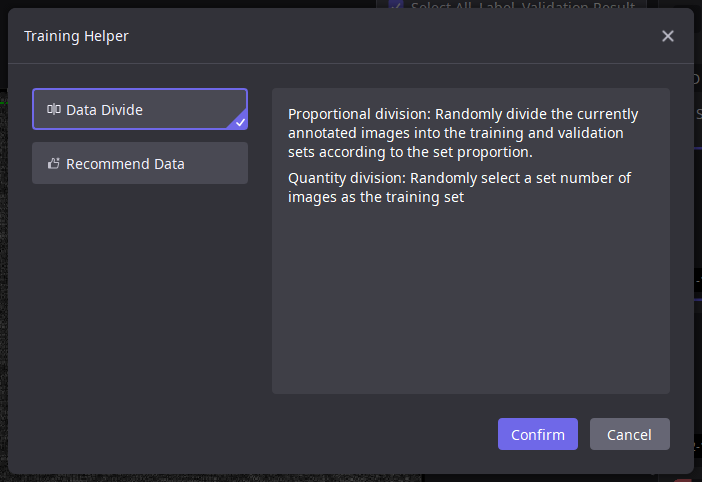 Select All Label Validation Result
Training Helper
Data Divide
Recommend Data
Proportional division: Randomly divide the currently
annotated images into the training and validation
sets according to the set proportion.
Quantity division: Randomly select a set number of
images as the training set
Confirm
Cancel